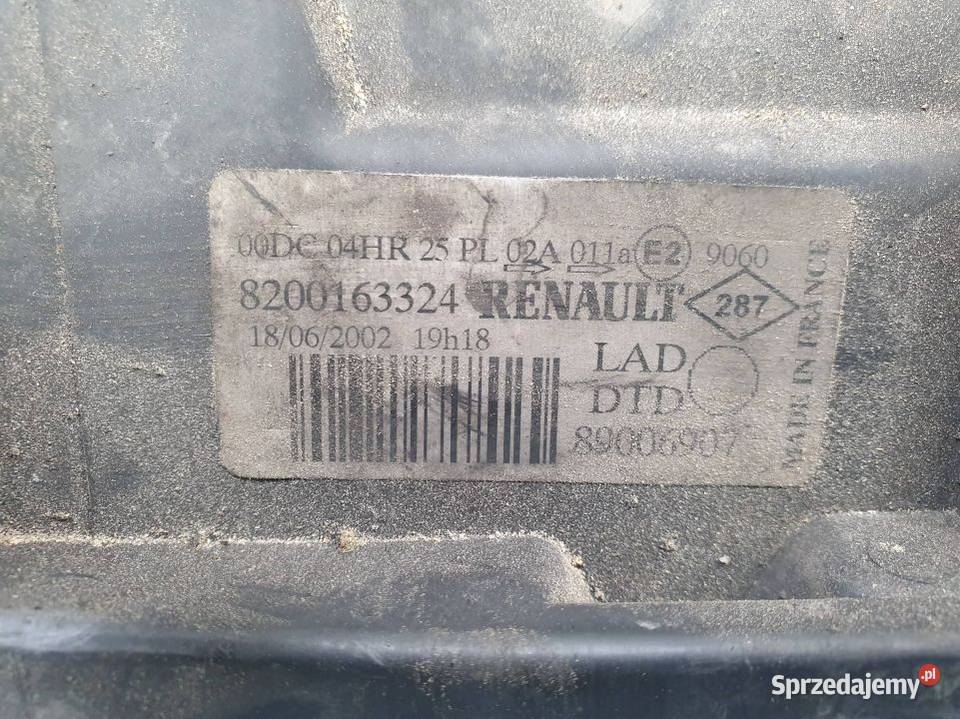 00DC 04HR 25 PL 02A 011a E2 9060
8200163324 RENAULT 287
18/06/2002 19h18
LAD
DTD
89006907
MADE IN FRANCE
Sprzedajemy.pl